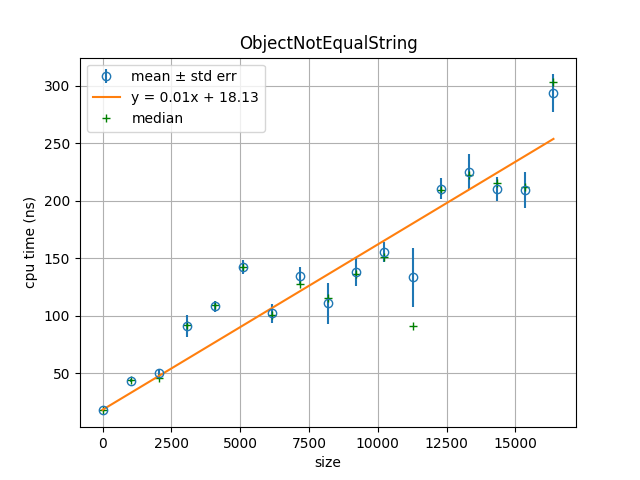 ObjectNotEqualString
mean ± std err
y = 0.01x + 18.13
median
cpu time (ns)
300
250
200
150
100
50
0 2500 5000 7500 10000 12500 15000
size